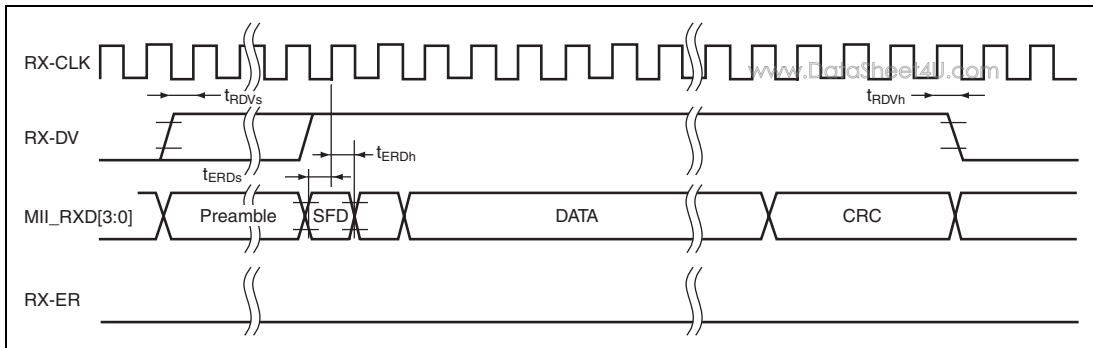 RX-CLK
www.DataSheet4U.com
tRDVs
tRDVh
RX-DV
tERDh
tERDs
MII_RXD[3:0]
Preamble
SFD
DATA
CRC
RX-ER